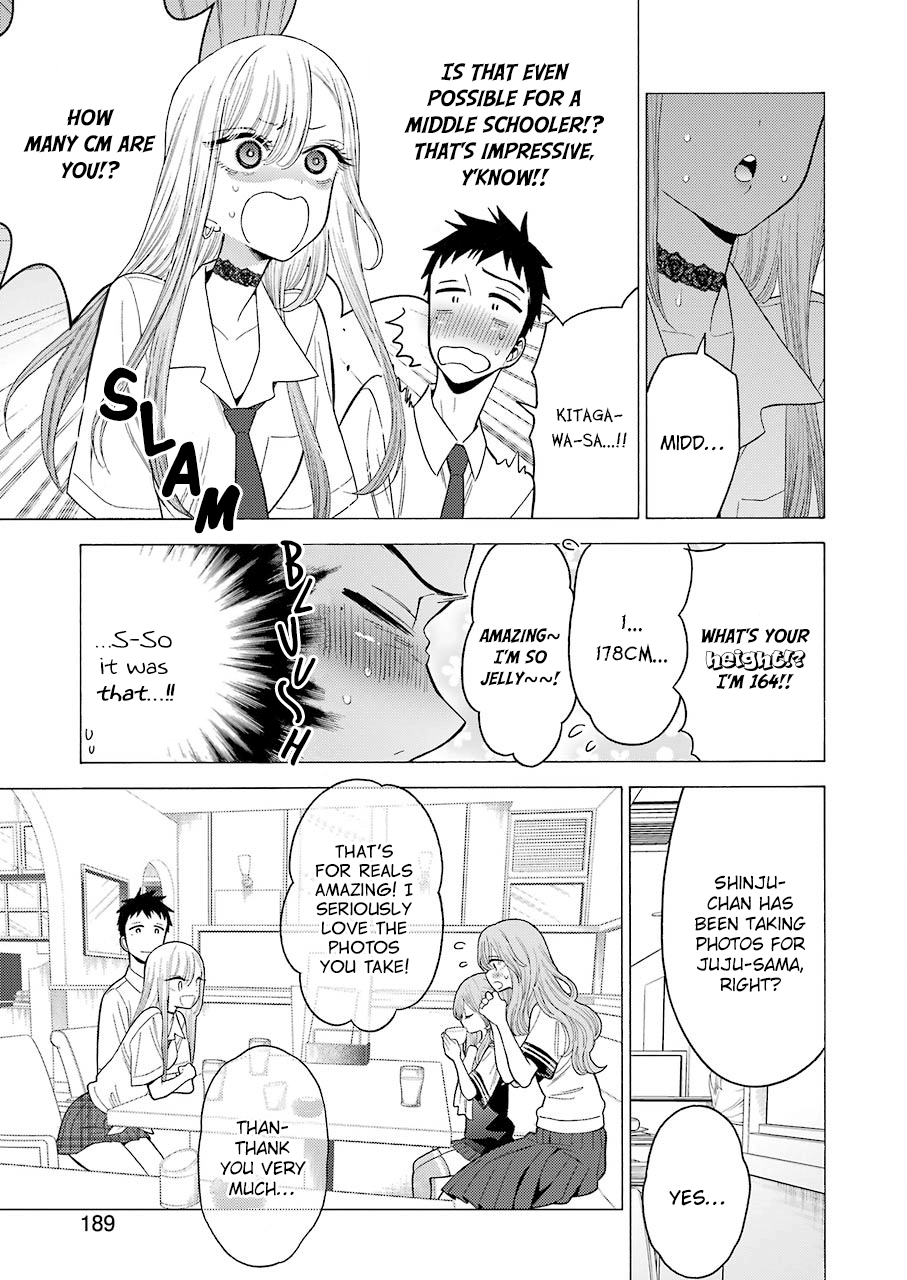 MIDD...
IS THAT EVEN
POSSIBLE FOR A
MIDDLE SCHOOLER!?
THAT'S IMPRESSIVE,
Y'KNOW!!
HOW
MANY CM ARE
YOU!?
KITAGA-
WA-SA...!!
SLAM
WHAT'S YOUR
height!?
I'M 164!!
1...
178CM...
AMAZING~
I'M SO
JELLY~~!
BLUSH
...S-So
it was
that...!!
SHINJU-
CHAN HAS
BEEN TAKING
PHOTOS FOR
JUJU-SAMA,
RIGHT?
YES...
THAT'S
FOR REALS
AMAZING! I
SERIOUSLY
LOVE THE
PHOTOS
YOU TAKE!
THAN-
THANK
YOU VERY
MUCH...
189